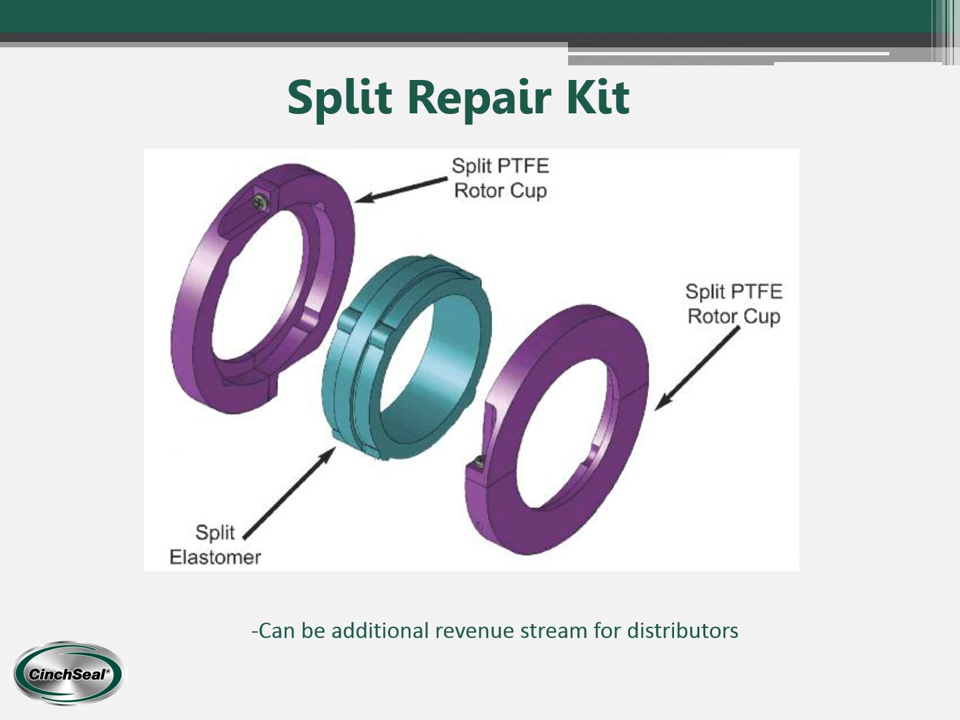 Split Repair Kit
Split PTFE
Rotor Cup
Split PTFE
Rotor Cup
Split
Elastomer
-Can be additional revenue stream for distributors
CinchSeal®